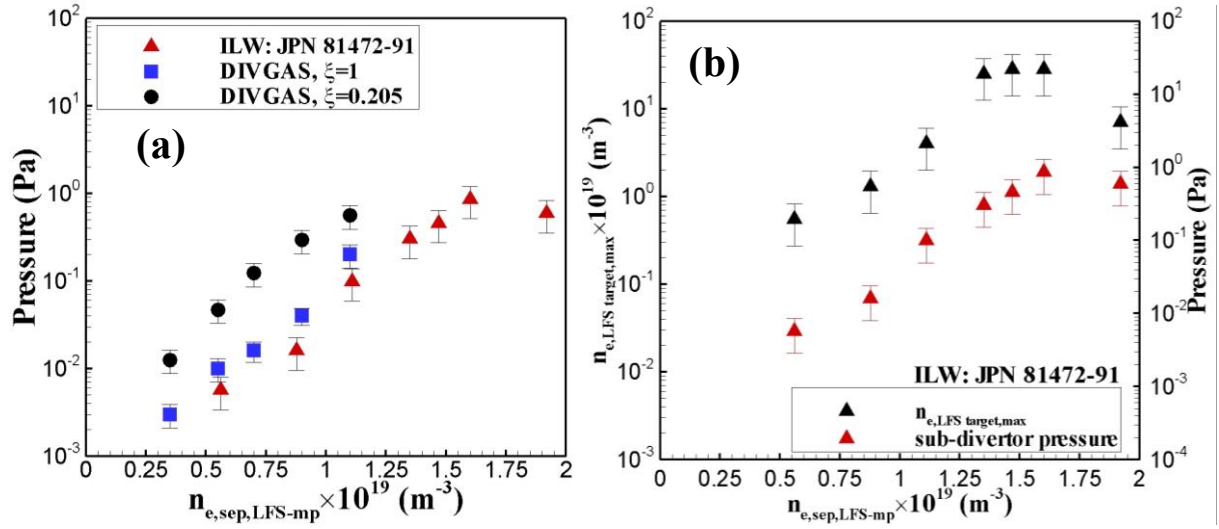 10²
ILW: JPN 81472-91
DIVGAS, ξ=1
DIVGAS, ξ=0.205
10¹
(a)
10⁰
10⁻¹
10⁻²
10⁻³
Pressure (Pa)
0 0.25 0.5 0.75 1 1.25 1.5 1.75 2
nₑ,sep,LFS-mp×10¹⁹ (m⁻³)
10² 10²
(b)
10¹ 10¹
10⁰ 10⁰
10⁻¹ 10⁻¹
10⁻² 10⁻²
10⁻³ 10⁻³
10⁻⁴
nₑ,LFS target,max×10¹⁹ (m⁻³)
Pressure (Pa)
ILW: JPN 81472-91
nₑ,LFS target,max
sub-divertor pressure
0 0.25 0.5 0.75 1 1.25 1.5 1.75 2
nₑ,sep,LFS-mp×10¹⁹ (m⁻³)